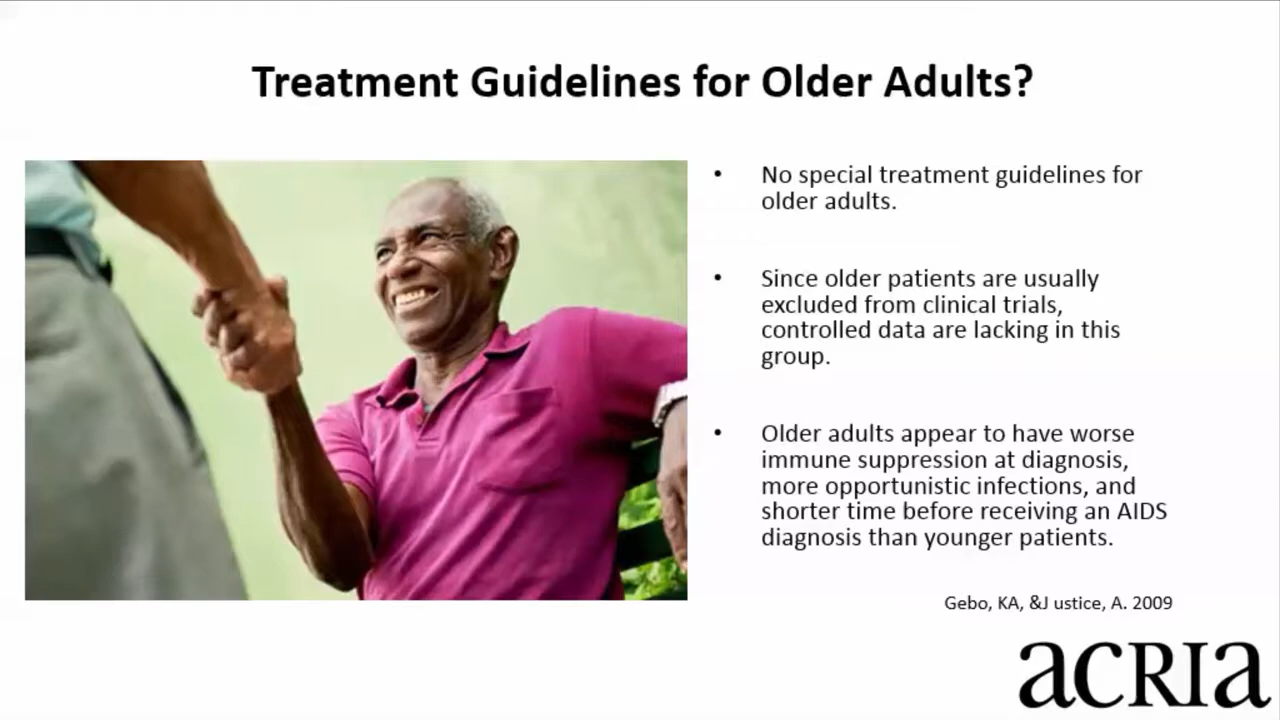 Treatment Guidelines for Older Adults?
• No special treatment guidelines for
older adults.
• Since older patients are usually
excluded from clinical trials,
controlled data are lacking in this
group.
• Older adults appear to have worse
immune suppression at diagnosis,
more opportunistic infections, and
shorter time before receiving an AIDS
diagnosis than younger patients.
Gebo, KA, &J ustice, A. 2009
acRIa